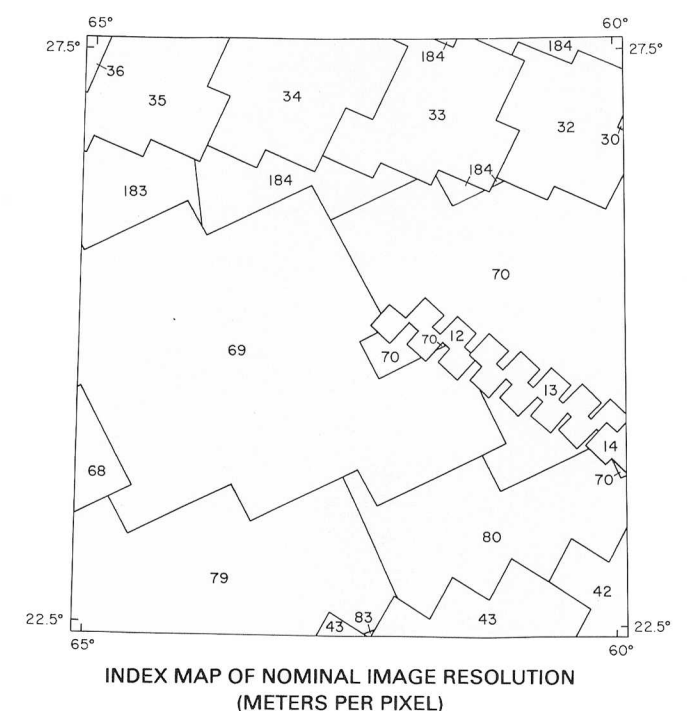 65° 60°
27.5° 184 184 27.5°
36
35 34 33 32 30
183 184 184
70
69 70 70 12
13
14
68 70
80
79 42
43 83 43
22.5° 22.5°
65° 60°
INDEX MAP OF NOMINAL IMAGE RESOLUTION
(METERS PER PIXEL)